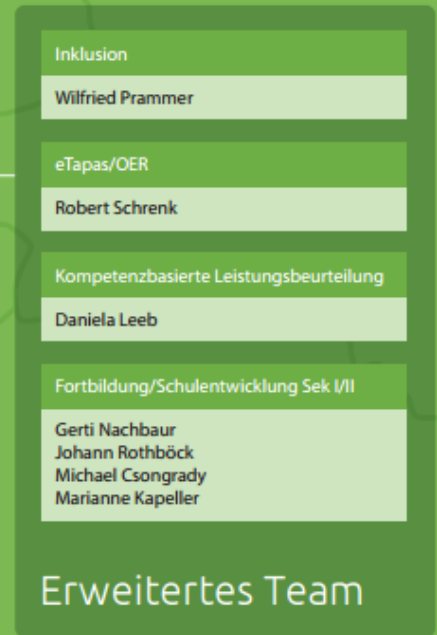 Inklusion
Wilfried Prammer
eTapas/OER
Robert Schrenk
Kompetenzbasierte Leistungsbeurteilung
Daniela Leeb
Fortbildung/Schulentwicklung Sek I/II
Gerti Nachbaur
Johann Rothböck
Michael Csongrady
Marianne Kapeller
Erweitertes Team